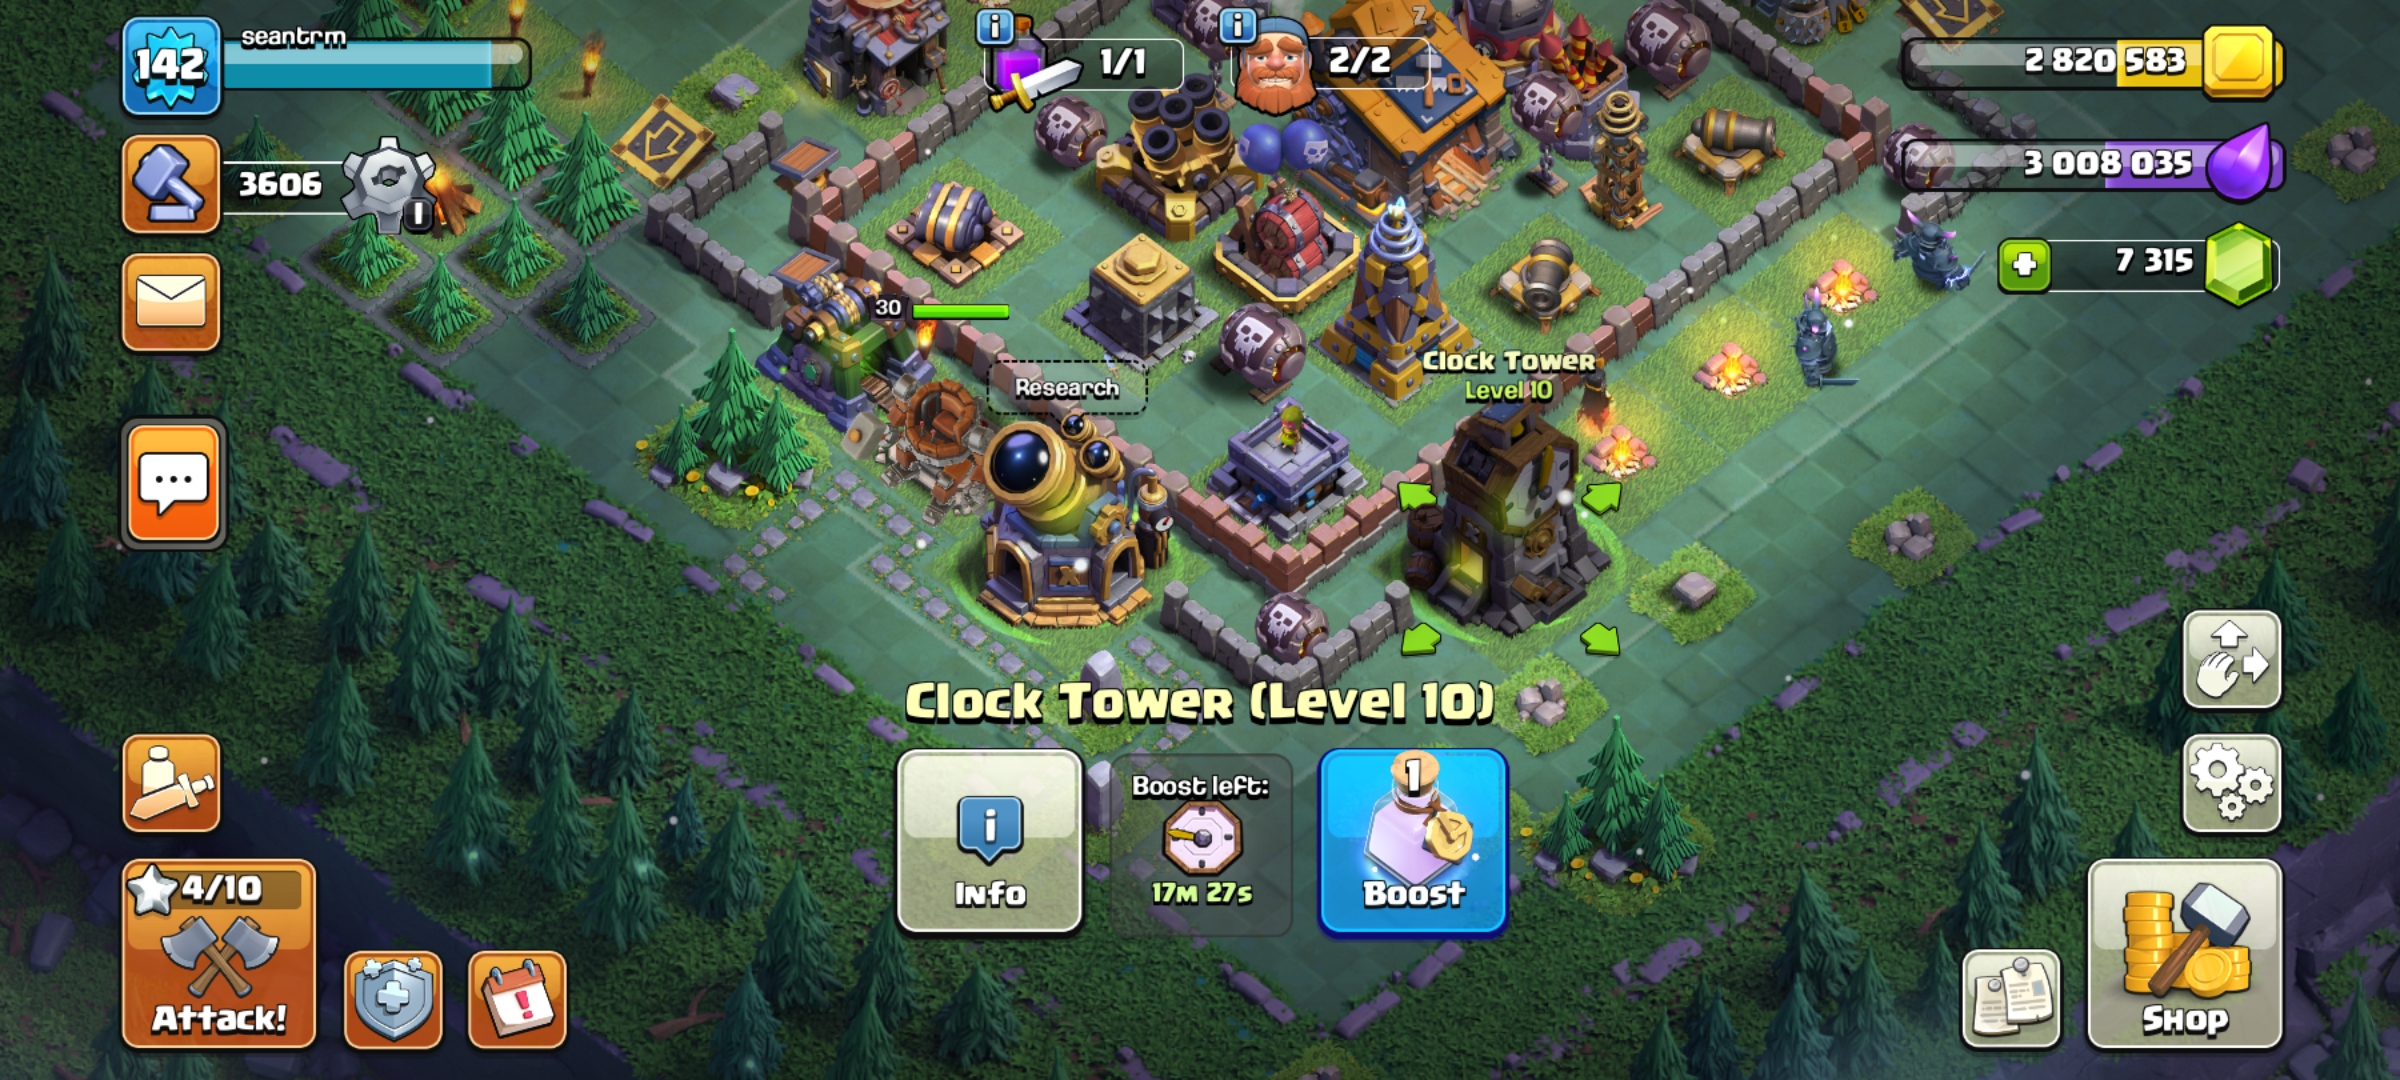 142
seantrm
1/1
2/2
2 820 583
3606
I
3 008 035
7 315
30
Research
Clock Tower
Level 10
Clock Tower (Level 10)
Info
Boost left:
17M 27s
1
Boost
4/10
Attack!
Shop
Z